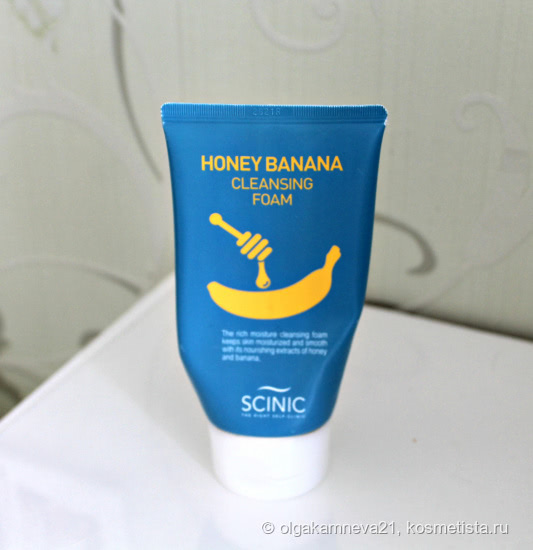 HONEY BANANA
CLEANSING
FOAM
The rich moisture cleansing foam
keeps skin moisturized and smooth
with its nourishing extracts of honey
and banana.
SCINIC
THE RIGHT SELF-CLINIC
© olgakamneva21, kosmetista.ru